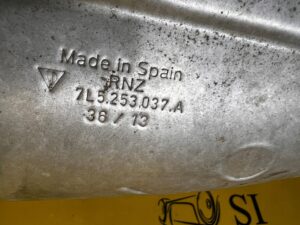 Made in Spain
RNZ
7L5.253.037.A
36 / 13
SI